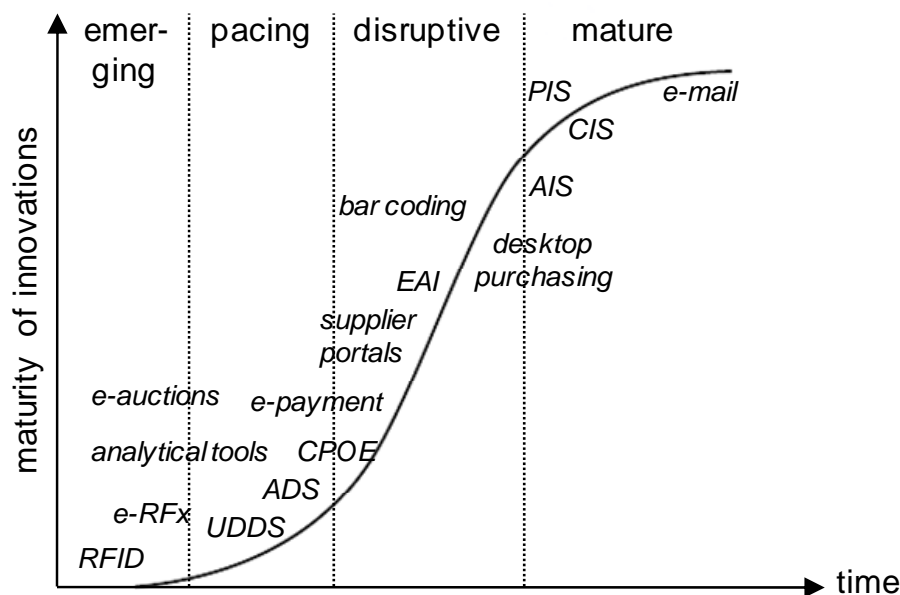 emer-
ging
pacing
disruptive
mature
PIS
e-mail
CIS
AIS
bar coding
desktop
purchasing
EAI
supplier
portals
e-auctions
e-payment
analytical tools
CPOE
ADS
e-RFx
UDDS
RFID
maturity of innovations
time